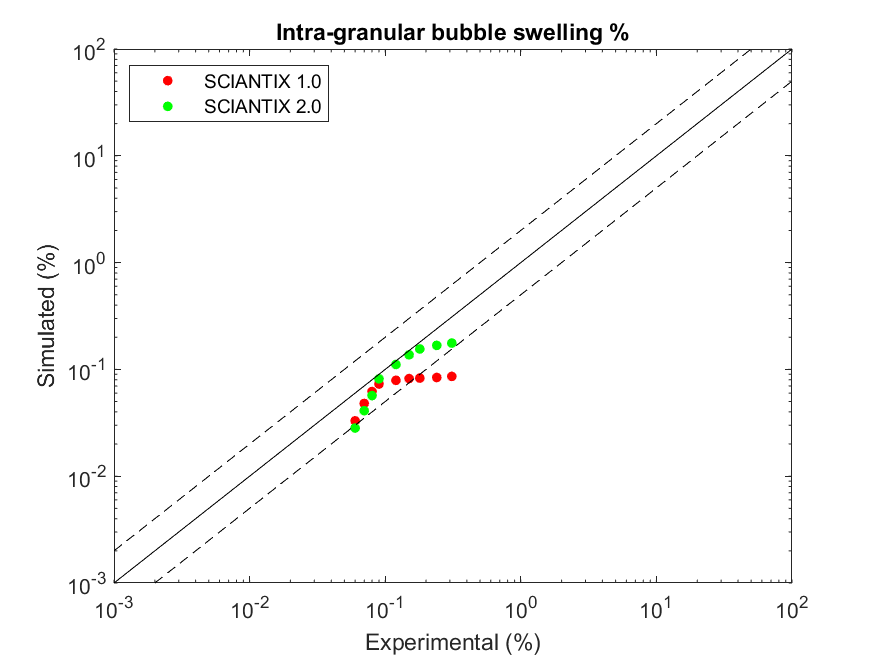 Intra-granular bubble swelling %
10^2
SCIANTIX 1.0
SCIANTIX 2.0
10^1
10^0
Simulated (%)
10^-1
10^-2
10^-3
10^-3 10^-2 10^-1 10^0 10^1 10^2
Experimental (%)